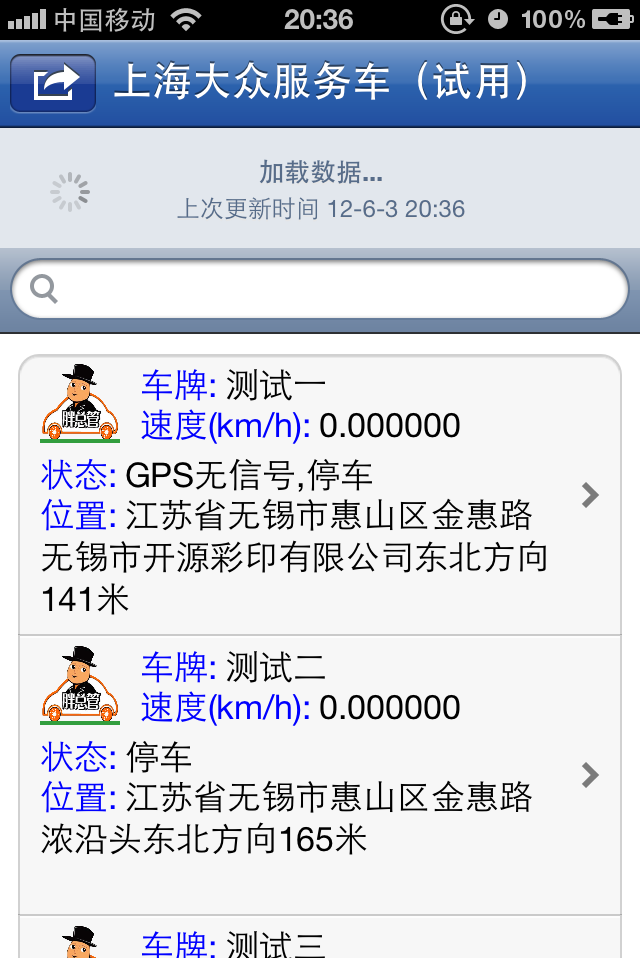 中国移动 20:36 100%
上海大众服务车（试用）
加载数据...
上次更新时间 12-6-3 20:36
胖总管
车牌: 测试一
速度(km/h): 0.000000
状态: GPS无信号,停车
位置: 江苏省无锡市惠山区金惠路
无锡市开源彩印有限公司东北方向
141米
胖总管
车牌: 测试二
速度(km/h): 0.000000
状态: 停车
位置: 江苏省无锡市惠山区金惠路
浓沿头东北方向165米
车牌: 测试三